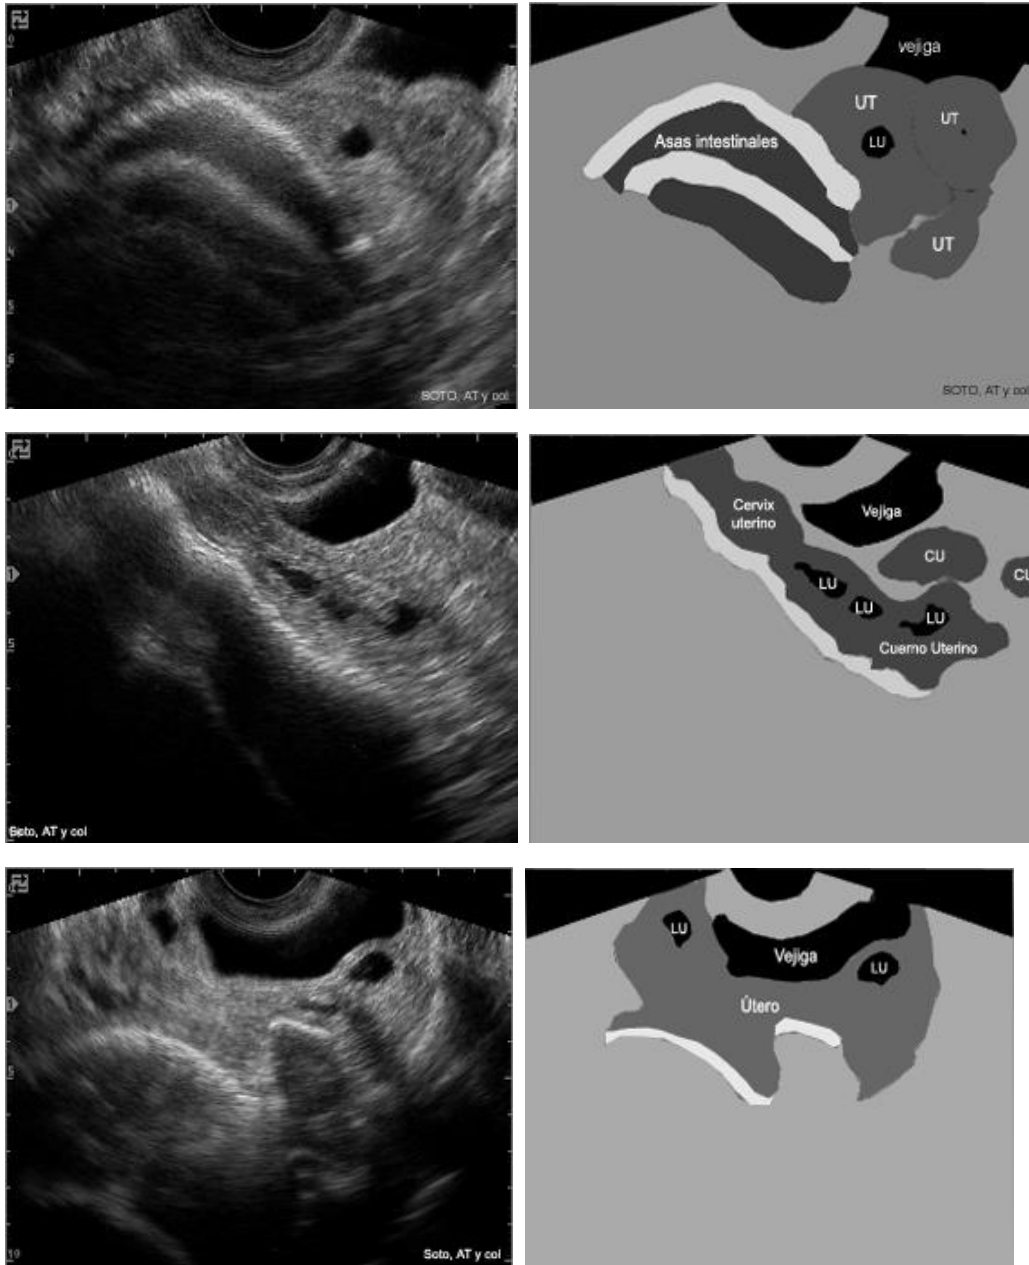 vejiga
UT
UT
LU
Asas intestinales
UT
SOTO, AT y col
SOTO, AT y col
Cervix
uterino
Vejiga
CU
CU
LU
LU
LU
Cuerno Uterino
Soto, AT y col
LU
Vejiga
LU
Útero
Soto, AT y col